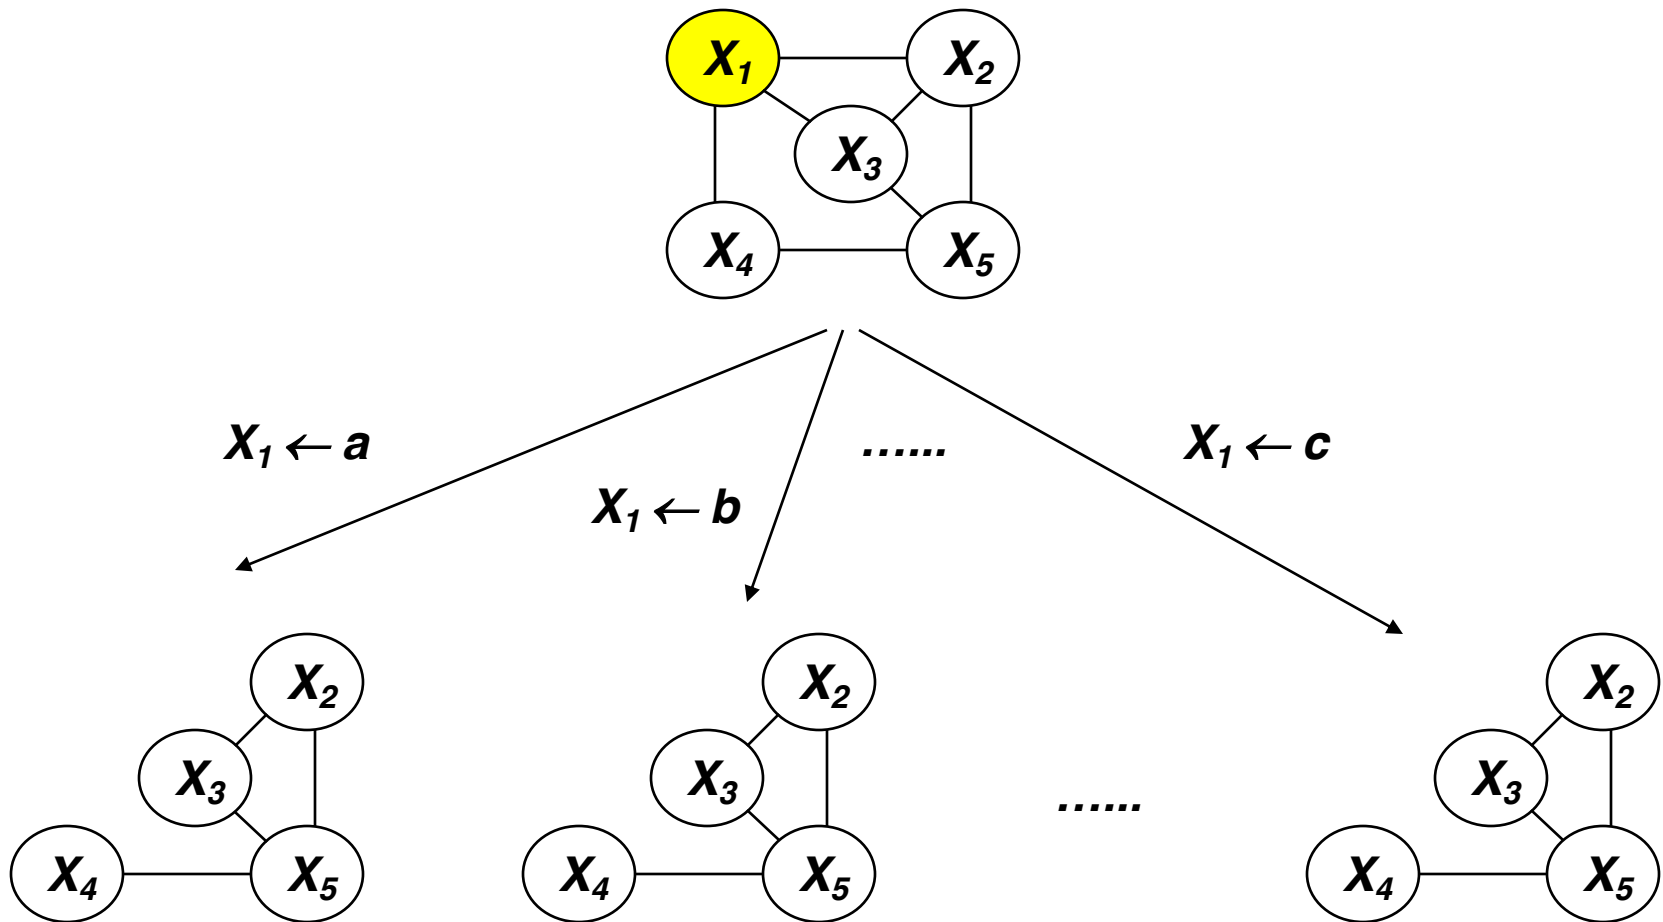 X1 X2
X3
X4 X5
X1 ← a
X1 ← b
…...
X1 ← c
X2 X2 X2
X3 X3 X3
…...
X4 X5 X4 X5 X4 X5